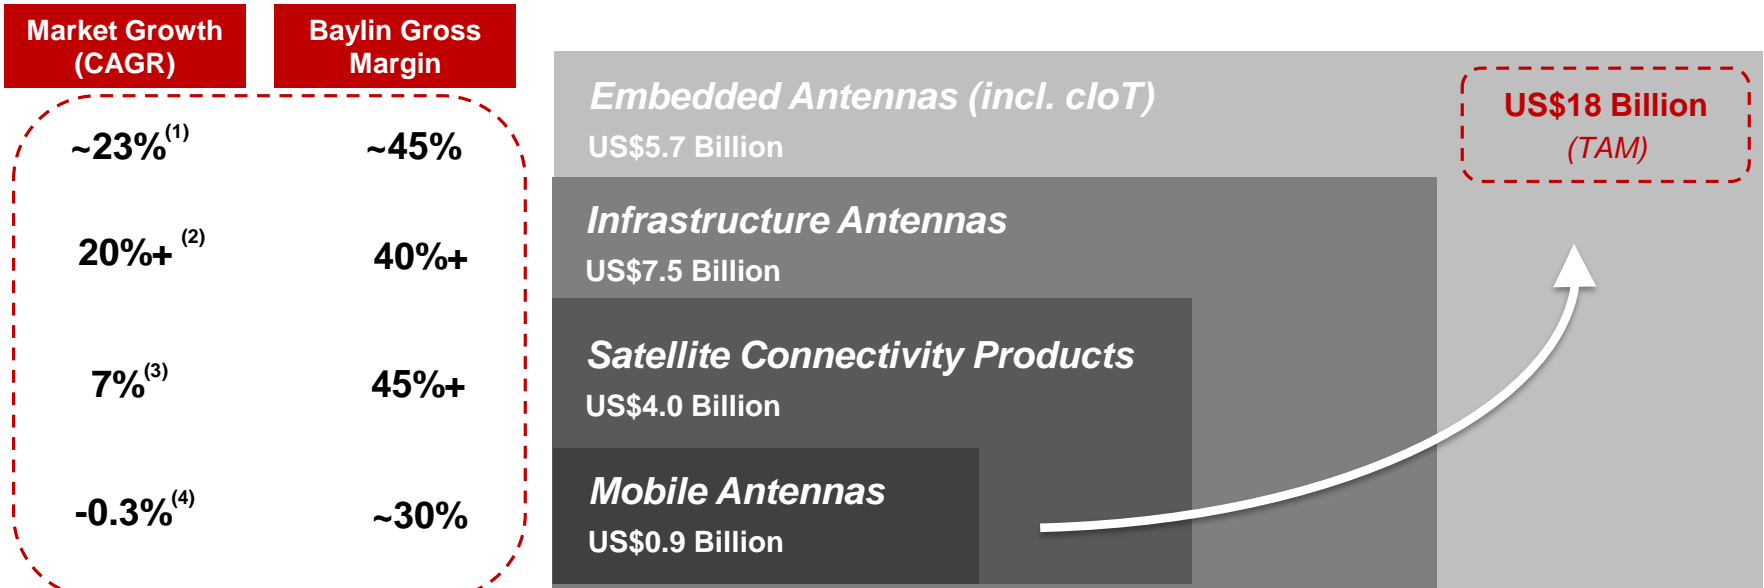 Market Growth
(CAGR)
Baylin Gross
Margin
~23%(1)
~45%
Embedded Antennas (incl. cIoT)
US$5.7 Billion
US$18 Billion
(TAM)
20%+ (2)
40%+
Infrastructure Antennas
US$7.5 Billion
7%(3)
45%+
Satellite Connectivity Products
US$4.0 Billion
-0.3%(4)
~30%
Mobile Antennas
US$0.9 Billion